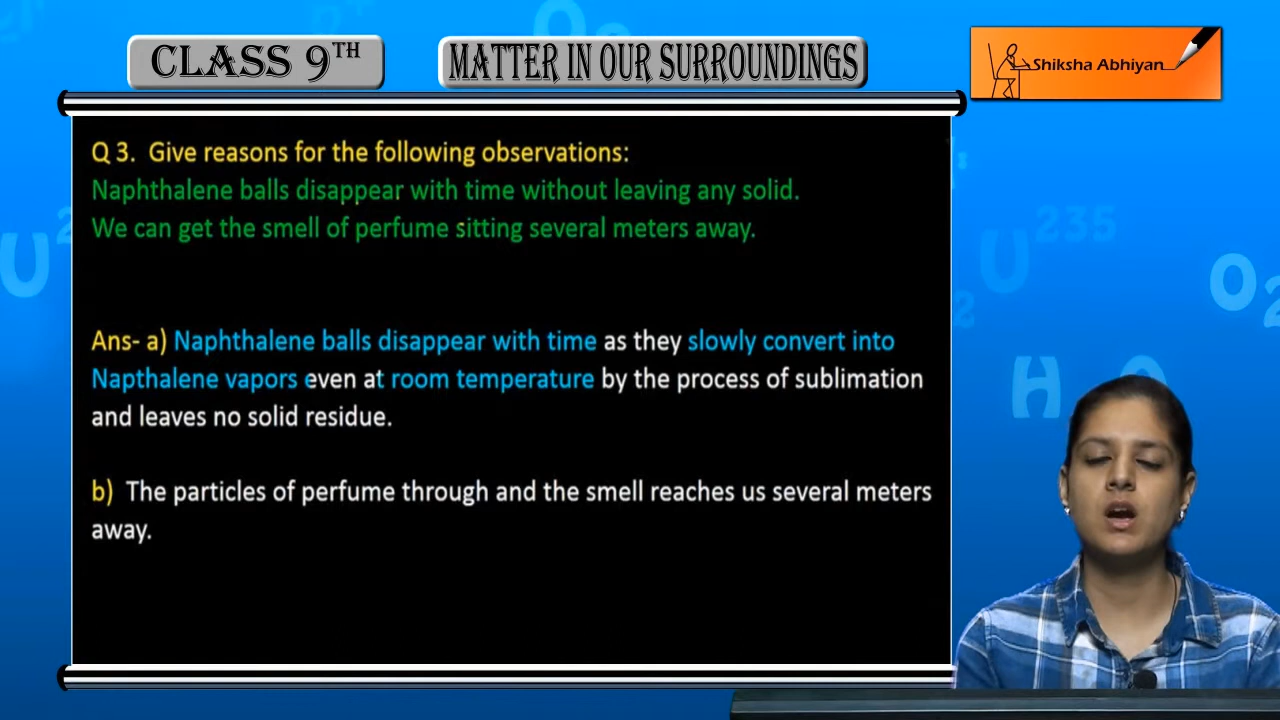 CLASS 9TH
MATTER IN OUR SURROUNDINGS
Shiksha Abhiyan
Q 3. Give reasons for the following observations:
Naphthalene balls disappear with time without leaving any solid.
We can get the smell of perfume sitting several meters away.
Ans- a) Naphthalene balls disappear with time as they slowly convert into
Napthalene vapors even at room temperature by the process of sublimation
and leaves no solid residue.
b) The particles of perfume through and the smell reaches us several meters
away.
U 235
O2